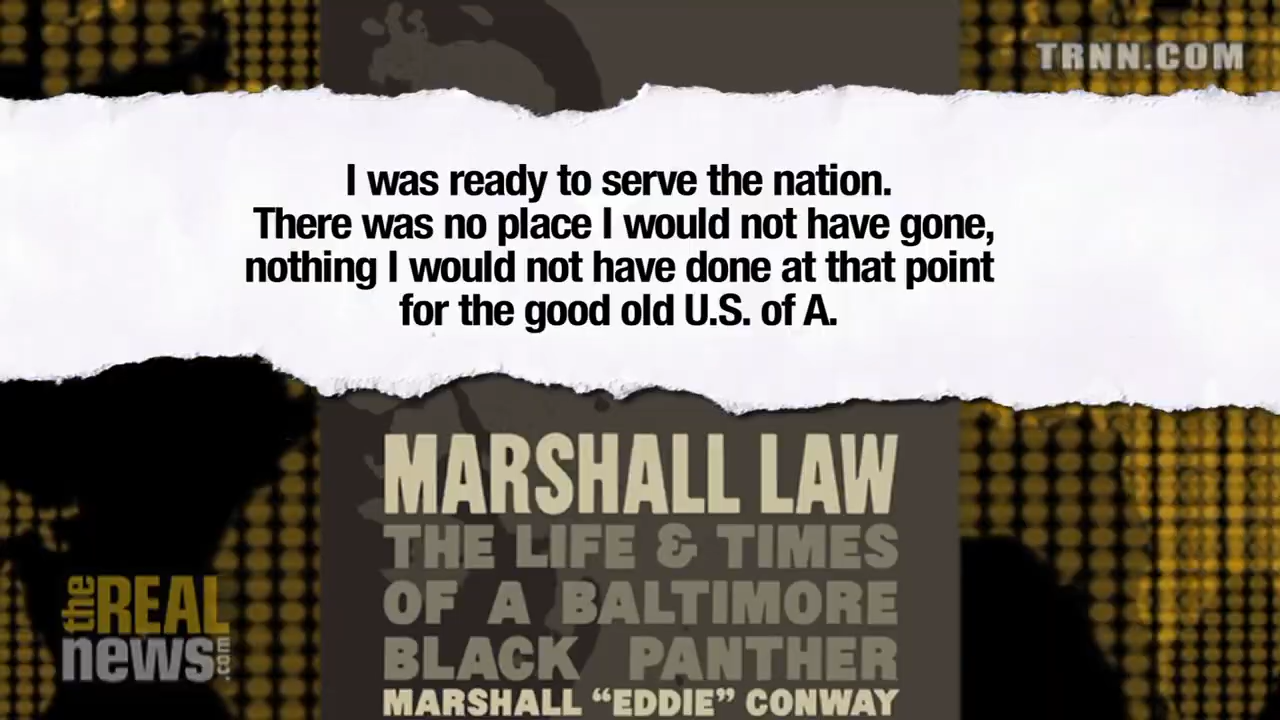 TRNN.COM
I was ready to serve the nation.
There was no place I would not have gone,
nothing I would not have done at that point
for the good old U.S. of A.
MARSHALL LAW
THE LIFE & TIMES
OF A BALTIMORE
BLACK PANTHER
MARSHALL “EDDIE” CONWAY
the REAL
news.com